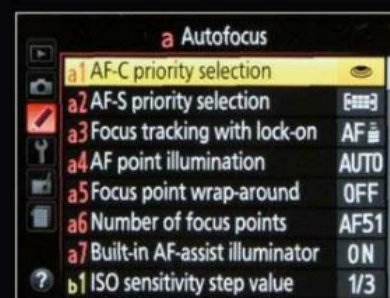 a Autofocus
a1 AF-C priority selection
a2 AF-S priority selection
a3 Focus tracking with lock-on AF
a4 AF point illumination AUTO
a5 Focus point wrap-around OFF
a6 Number of focus points AF51
a7 Built-in AF-assist illuminator ON
b1 ISO sensitivity step value 1/3
?